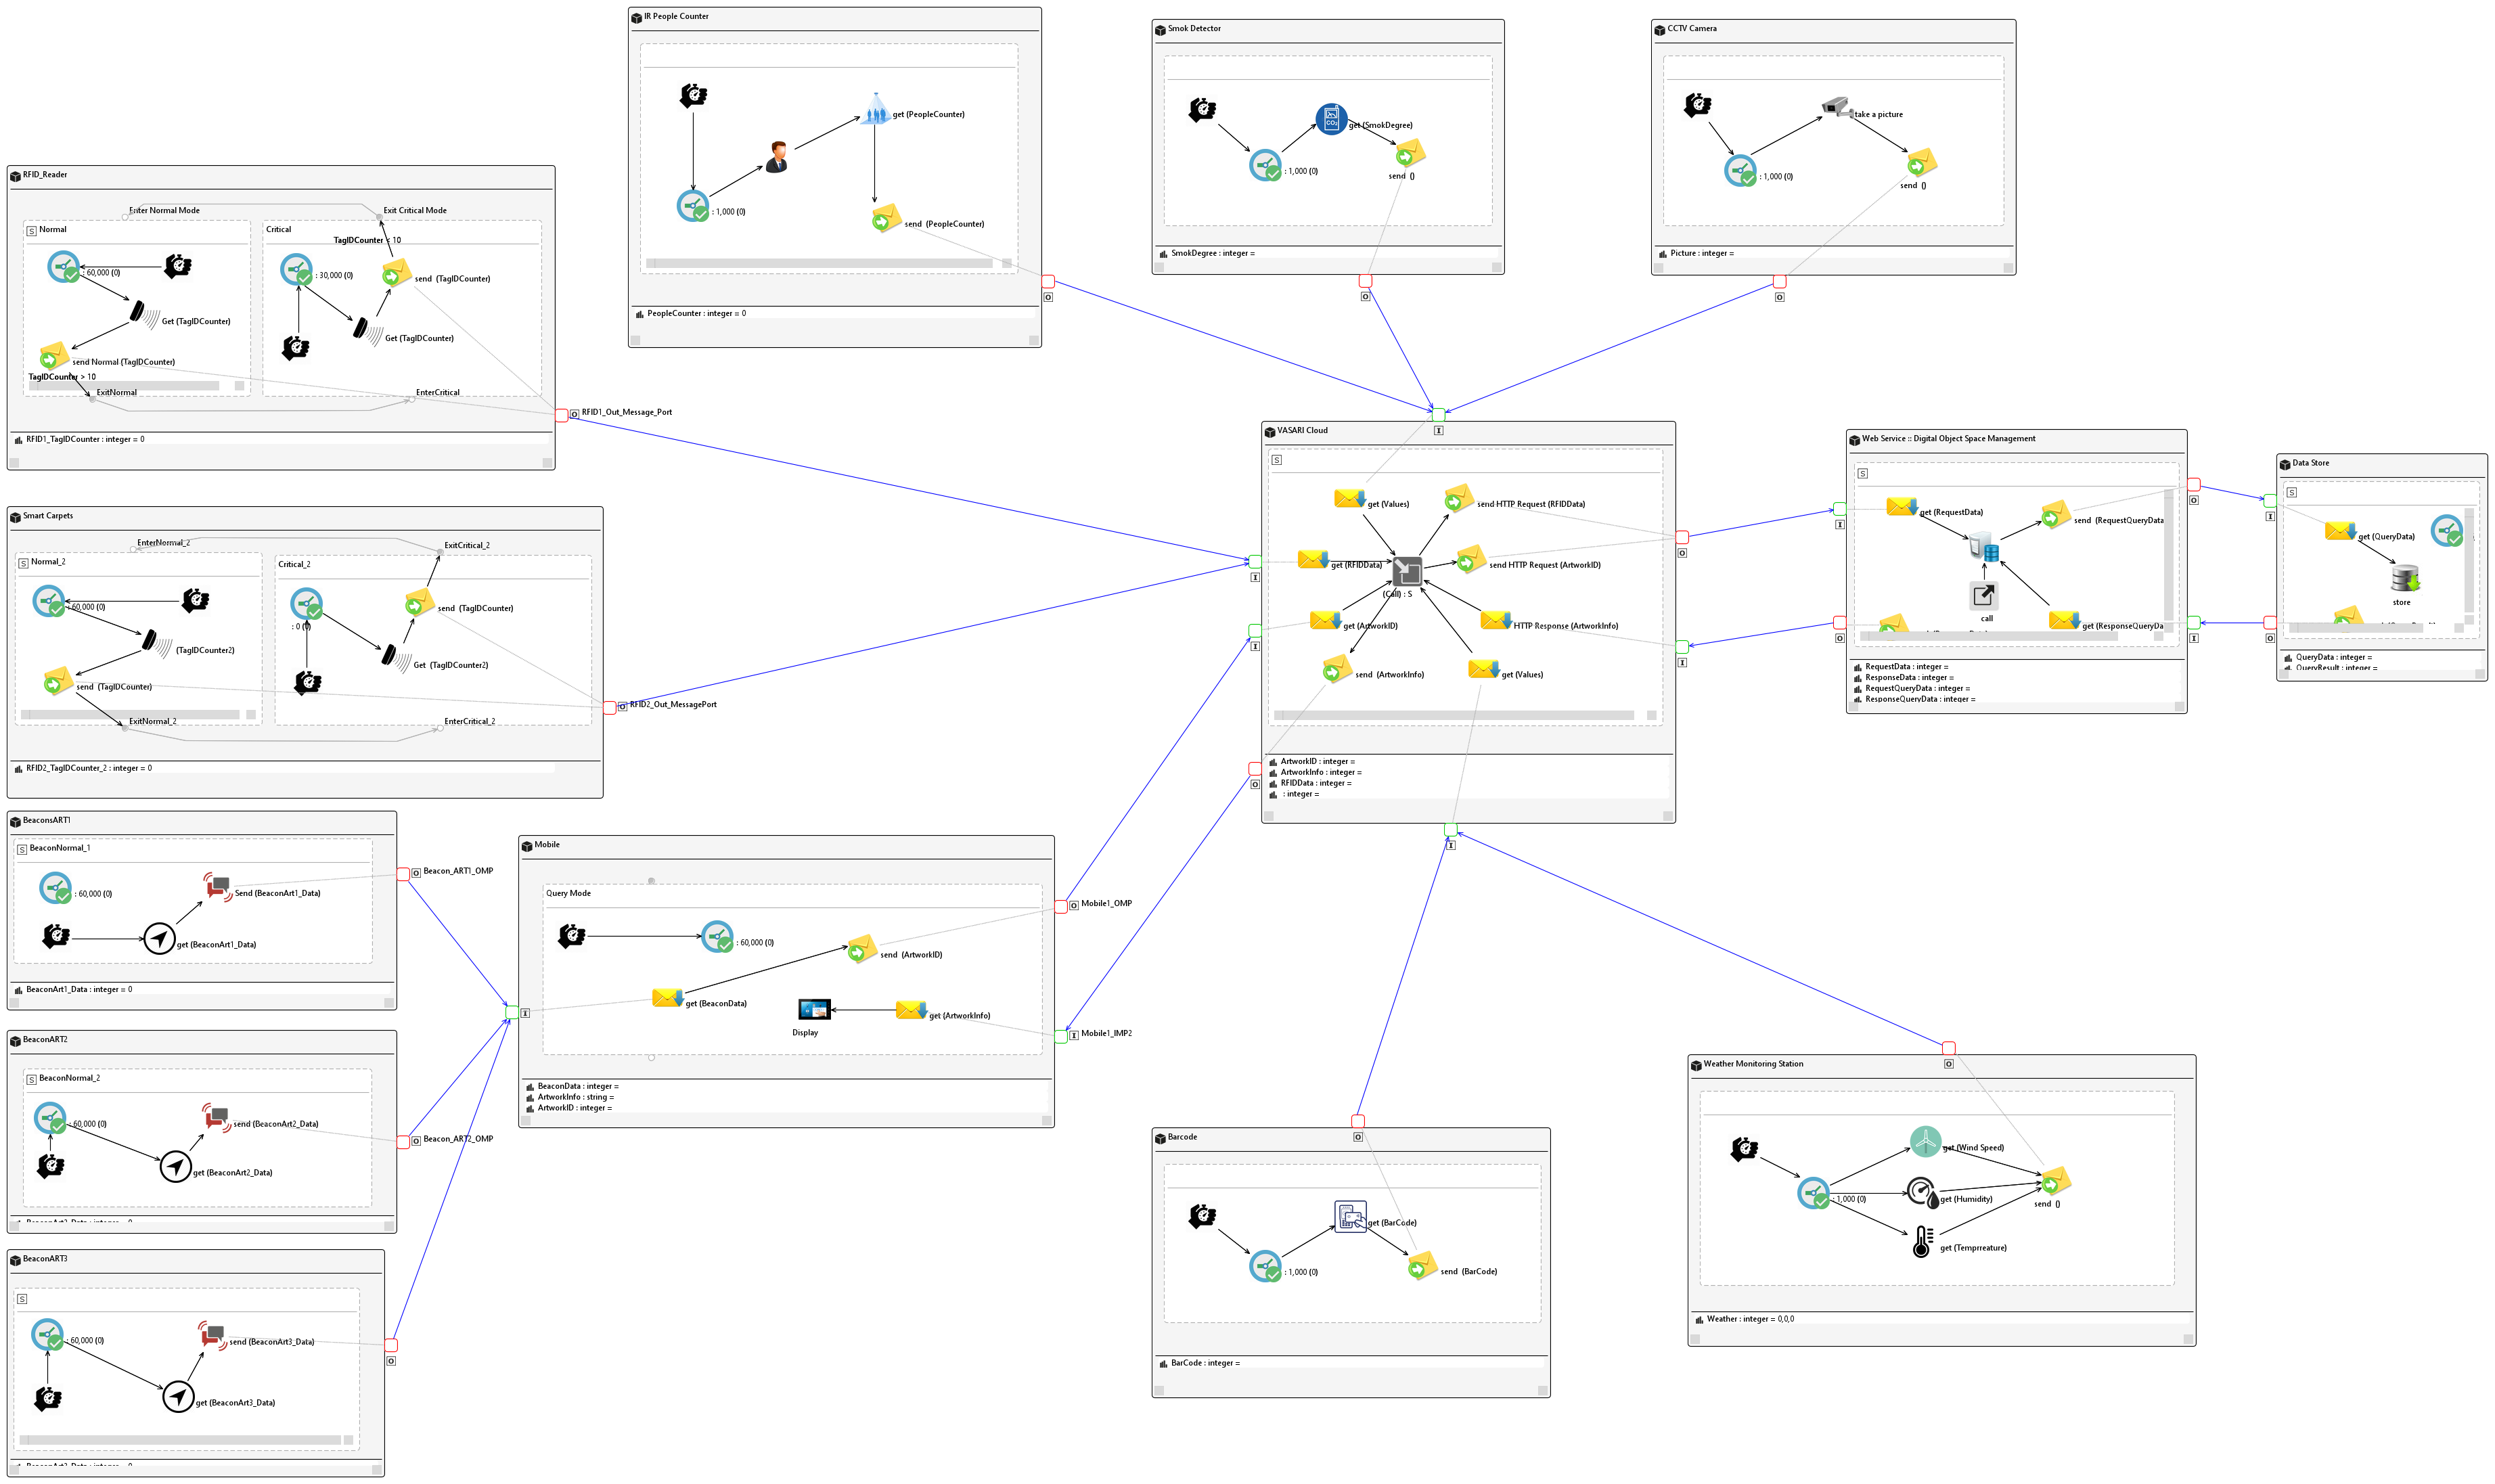 IR People Counter
get (PeopleCounter)
: 1,000 (0)
send  (PeopleCounter)
O
PeopleCounter : integer = 0
Smok Detector
get (SmokDegree)
: 1,000 (0)
send  ()
SmokDegree : integer =
O
CCTV Camera
take a picture
: 1,000 (0)
send  ()
Picture : integer =
O
RFID_Reader
Enter Normal Mode
Exit Critical Mode
S Normal
: 60,000 (0)
Get (TagIDCounter)
send Normal (TagIDCounter)
TagIDCounter > 10
ExitNormal
Critical
TagIDCounter < 10
: 30,000 (0)
send  (TagIDCounter)
Get (TagIDCounter)
EnterCritical
O RFID1_Out_Message_Port
RFID1_TagIDCounter : integer = 0
Smart Carpets
EnterNormal_2
ExitCritical_2
S Normal_2
: 60,000 (0)
(TagIDCounter2)
send  (TagIDCounter)
ExitNormal_2
Critical_2
: 0 (0)
send  (TagIDCounter)
Get  (TagIDCounter2)
EnterCritical_2
O RFID2_Out_MessagePort
RFID2_TagIDCounter_2 : integer = 0
I
VASARI Cloud
S
get (Values)
send HTTP Request (RFIDData)
get (RFIDData)
send HTTP Request (ArtworkID)
(Call) : S
get (ArtworkID)
HTTP Response (ArtworkInfo)
send  (ArtworkInfo)
get (Values)
I
I
O
O
I
ArtworkID : integer =
ArtworkInfo : integer =
RFIDData : integer =
: integer =
I
Web Service :: Digital Object Space Management
S
get (RequestData)
send  (RequestQueryData
call
get (ResponseQueryDa
I
O
O
I
RequestData : integer =
ResponseData : integer =
RequestQueryData : integer =
ResponseQueryData : integer =
Data Store
S
get (QueryData)
store
I
O
QueryData : integer =
QueryResult : integer =
BeaconsART1
S BeaconNormal_1
: 60,000 (0)
Send (BeaconArt1_Data)
get (BeaconArt1_Data)
O Beacon_ART1_OMP
BeaconArt1_Data : integer = 0
BeaconART2
S BeaconNormal_2
: 60,000 (0)
send (BeaconArt2_Data)
get (BeaconArt2_Data)
O Beacon_ART2_OMP
BeaconART3
S
: 60,000 (0)
send (BeaconArt3_Data)
get (BeaconArt3_Data)
O
Mobile
Query Mode
: 60,000 (0)
send  (ArtworkID)
get (BeaconData)
Display
get (ArtworkInfo)
I
O Mobile1_OMP
I Mobile1_IMP2
BeaconData : integer =
ArtworkInfo : string =
ArtworkID : integer =
O
Barcode
get (BarCode)
: 1,000 (0)
send  (BarCode)
BarCode : integer =
Weather Monitoring Station
O
get (Wind Speed)
: 1,000 (0)
get (Humidity)
send  ()
get (Temprreature)
Weather : integer = 0,0,0